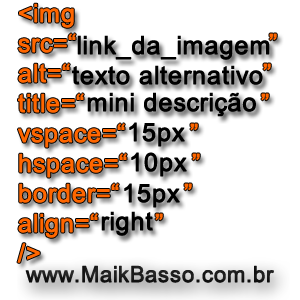 <img
src=“link_da_imagem”
alt=“texto alternativo”
title=“mini descrição”
vspace=“15px”
hspace=“10px”
border=“15px”
align=“right”
/>
www.MaikBasso.com.br